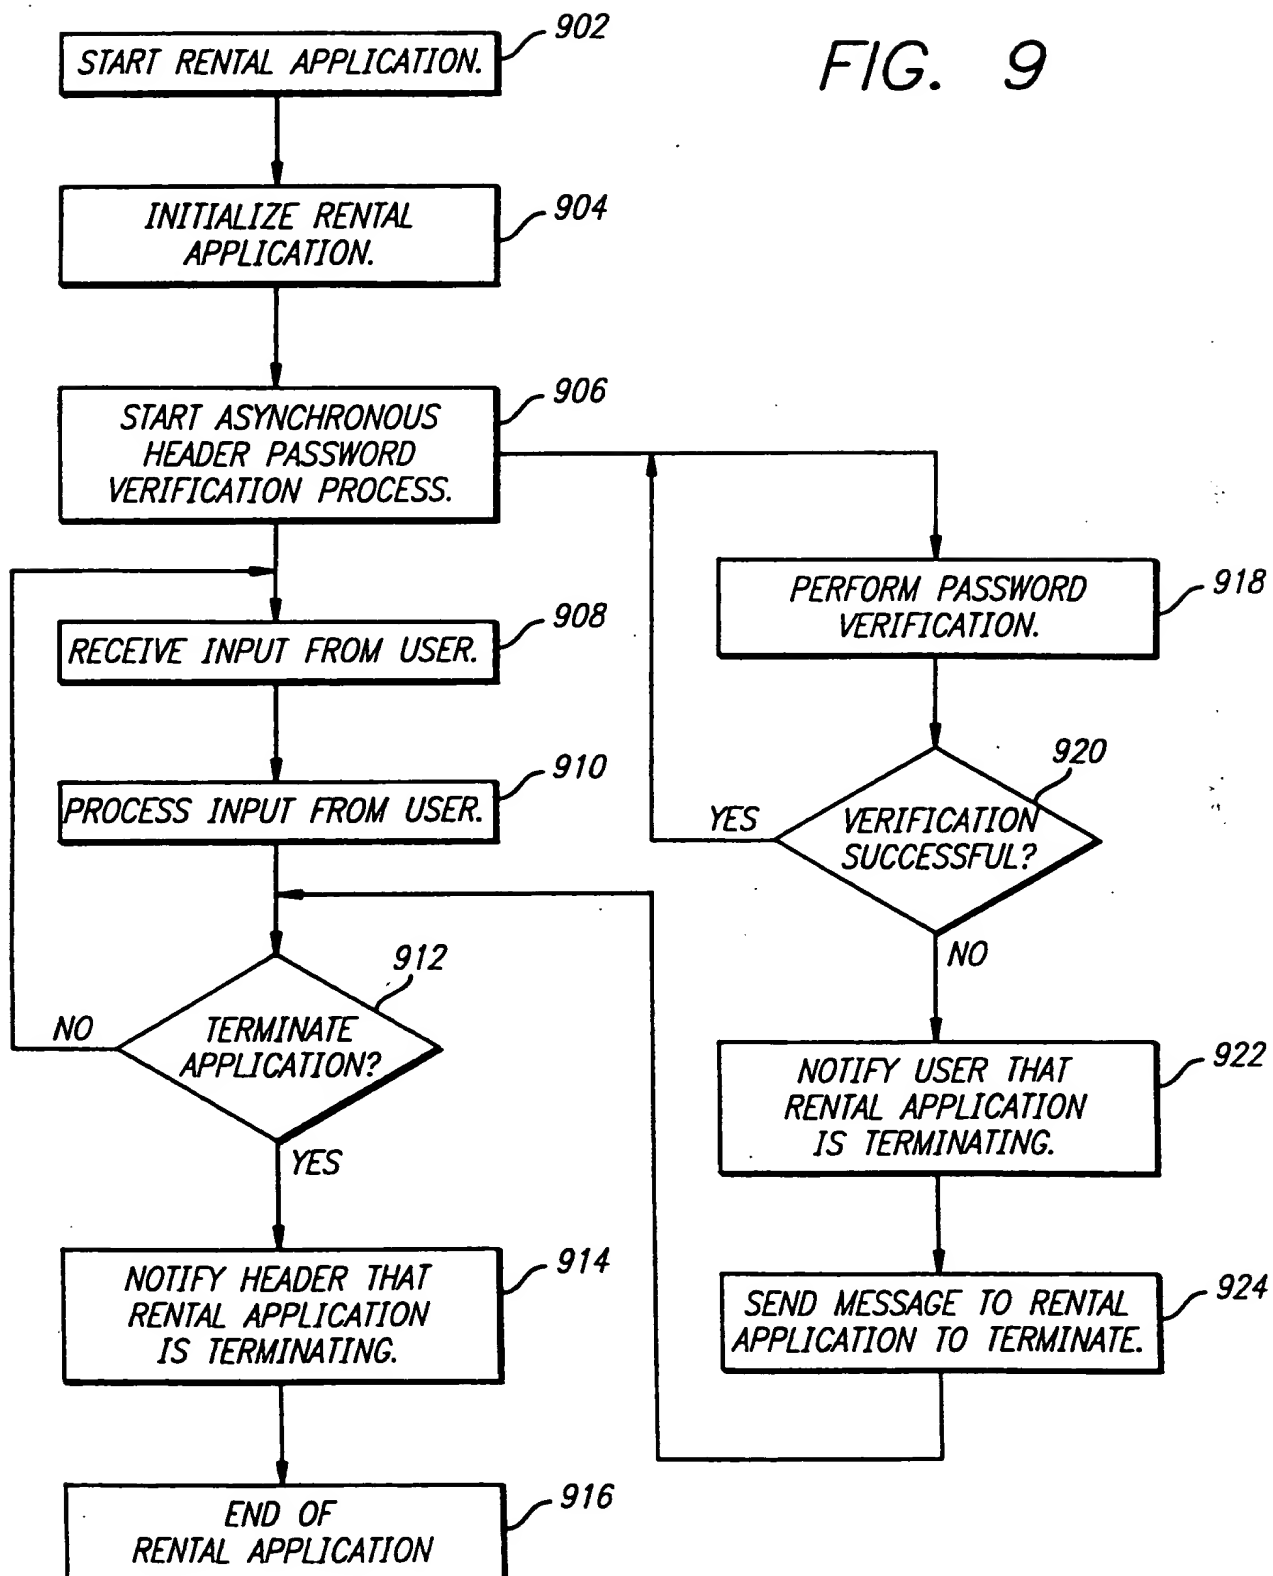 FIG. 9
902
START RENTAL APPLICATION.
904
INITIALIZE RENTAL
APPLICATION.
906
START ASYNCHRONOUS
HEADER PASSWORD
VERIFICATION PROCESS.
908
RECEIVE INPUT FROM USER.
910
PROCESS INPUT FROM USER.
912
TERMINATE
APPLICATION?
NO
YES
914
NOTIFY HEADER THAT
RENTAL APPLICATION
IS TERMINATING.
916
END OF
RENTAL APPLICATION
918
PERFORM PASSWORD
VERIFICATION.
920
VERIFICATION
SUCCESSFUL?
YES
NO
922
NOTIFY USER THAT
RENTAL APPLICATION
IS TERMINATING.
924
SEND MESSAGE TO RENTAL
APPLICATION TO TERMINATE.